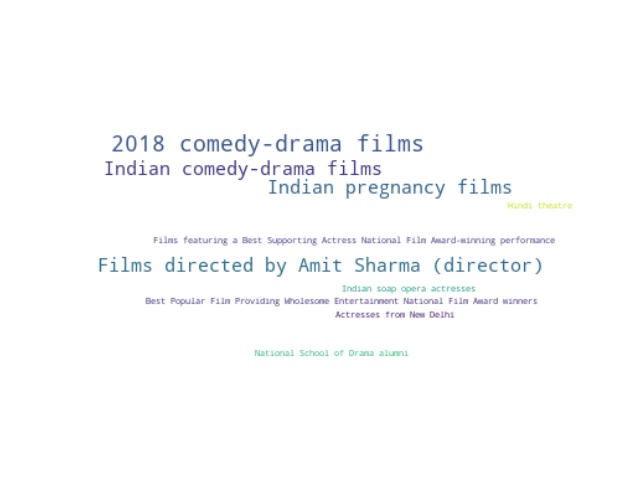 2018 comedy-drama films
Indian comedy-drama films
Indian pregnancy films
Hindi theatre
Films featuring a Best Supporting Actress National Film Award-winning performance
Films directed by Amit Sharma (director)
Indian soap opera actresses
Best Popular Film Providing Wholesome Entertainment National Film Award winners
Actresses from New Delhi
National School of Drama alumni